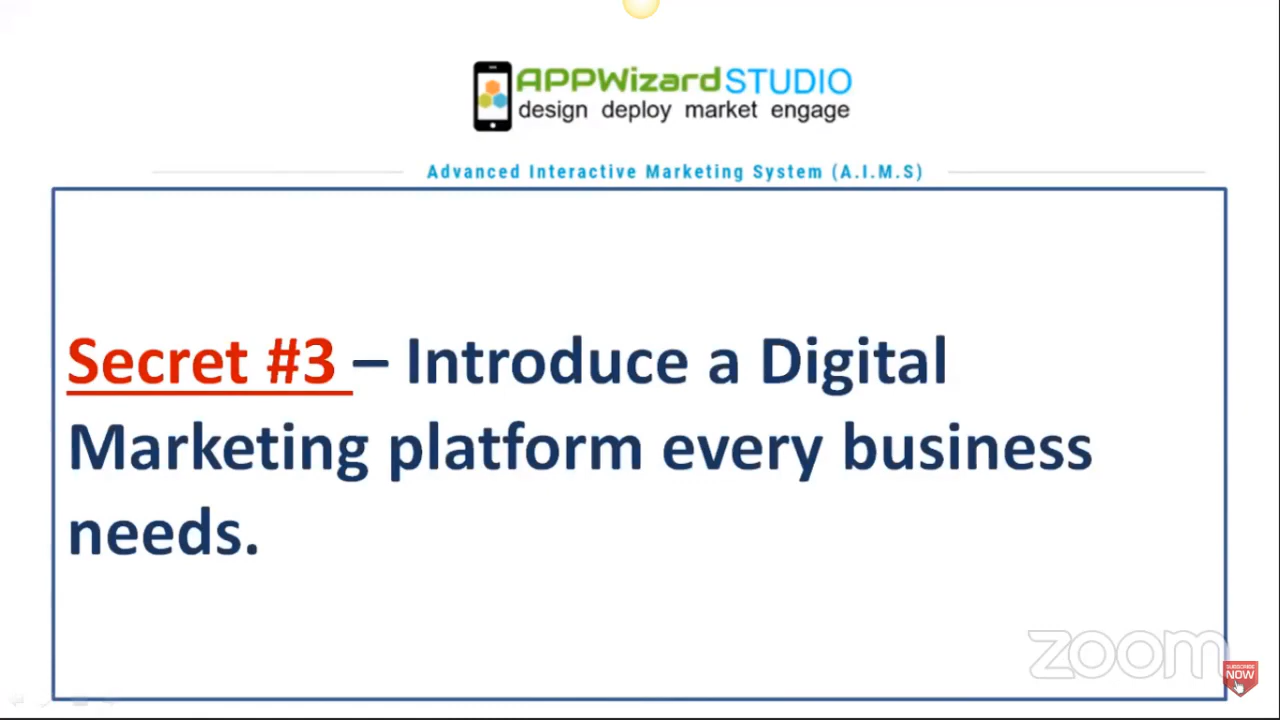 APPWizardSTUDIO
design deploy market engage
Advanced Interactive Marketing System (A.I.M.S)
Secret #3 – Introduce a Digital
Marketing platform every business
needs.
zoom
SUBSCRIBE
NOW